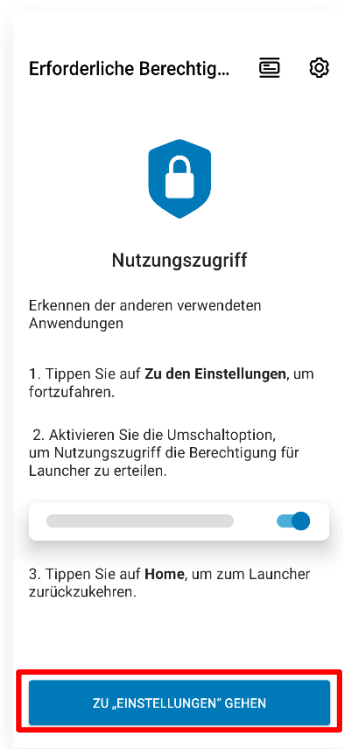 Erforderliche Berechtig...
Nutzungszugriff
Erkennen der anderen verwendeten
Anwendungen
1. Tippen Sie auf Zu den Einstellungen, um
fortzufahren.
2. Aktivieren Sie die Umschaltoption,
um Nutzungszugriff die Berechtigung für
Launcher zu erteilen.
3. Tippen Sie auf Home, um zum Launcher
zurückzukehren.
ZU „EINSTELLUNGEN“ GEHEN